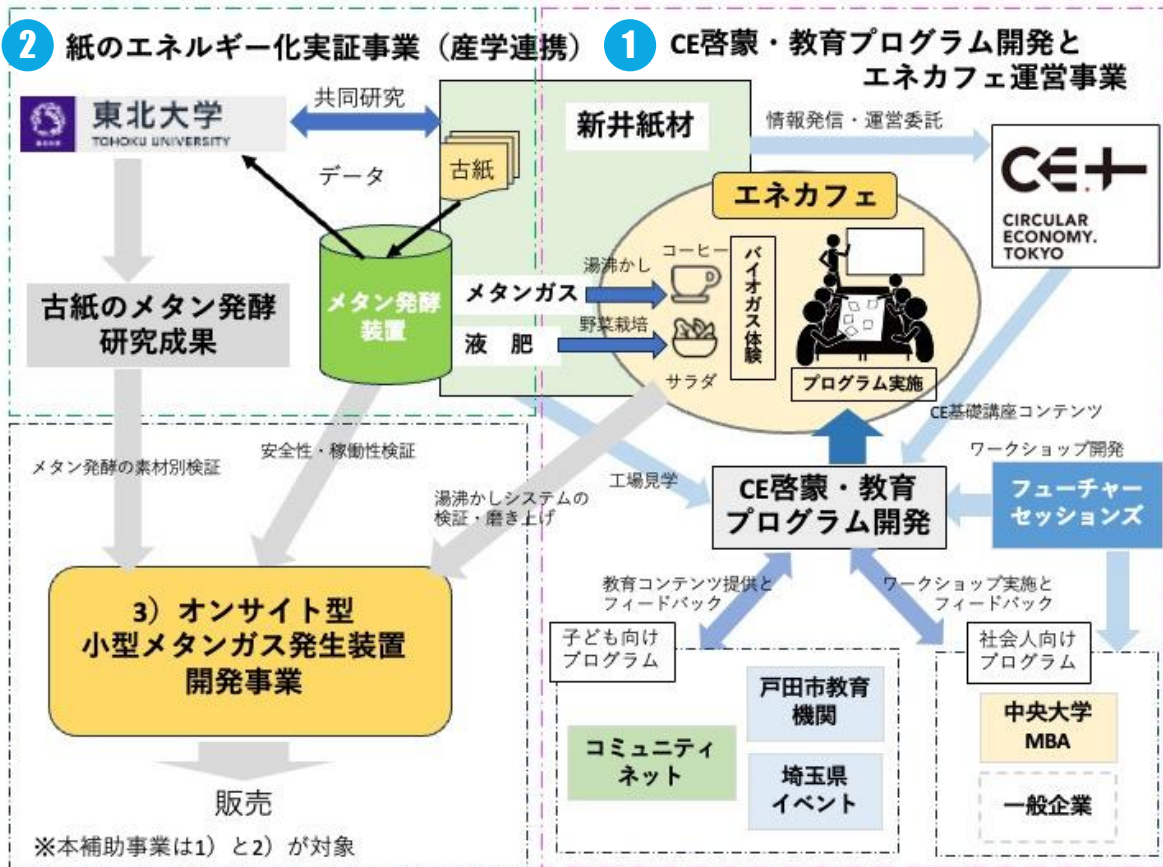 2 紙のエネルギー化実証事業（産学連携）
1 CE啓蒙・教育プログラム開発と
エネカフェ運営事業
東北大学
TOHOKU UNIVERSITY
共同研究
データ
古紙
新井紙材
情報発信・運営委託
CE+
CIRCULAR
ECONOMY.
TOKYO
エネカフェ
メタン発酵
装置
メタンガス
液 肥
湯沸かし
コーヒー
野菜栽培
サラダ
バイオガス体験
プログラム実施
古紙のメタン発酵
研究成果
メタン発酵の素材別検証
安全性・稼働性検証
湯沸かしシステムの
検証・磨き上げ
工場見学
CE基礎講座コンテンツ
ワークショップ開発
CE啓蒙・教育
プログラム開発
フューチャー
セッションズ
教育コンテンツ提供と
フィードバック
ワークショップ実施と
フィードバック
3）オンサイト型
小型メタンガス発生装置
開発事業
販売
※本補助事業は1）と2）が対象
子ども向け
プログラム
コミュニティ
ネット
戸田市教育
機関
埼玉県
イベント
社会人向け
プログラム
中央大学
MBA
一般企業